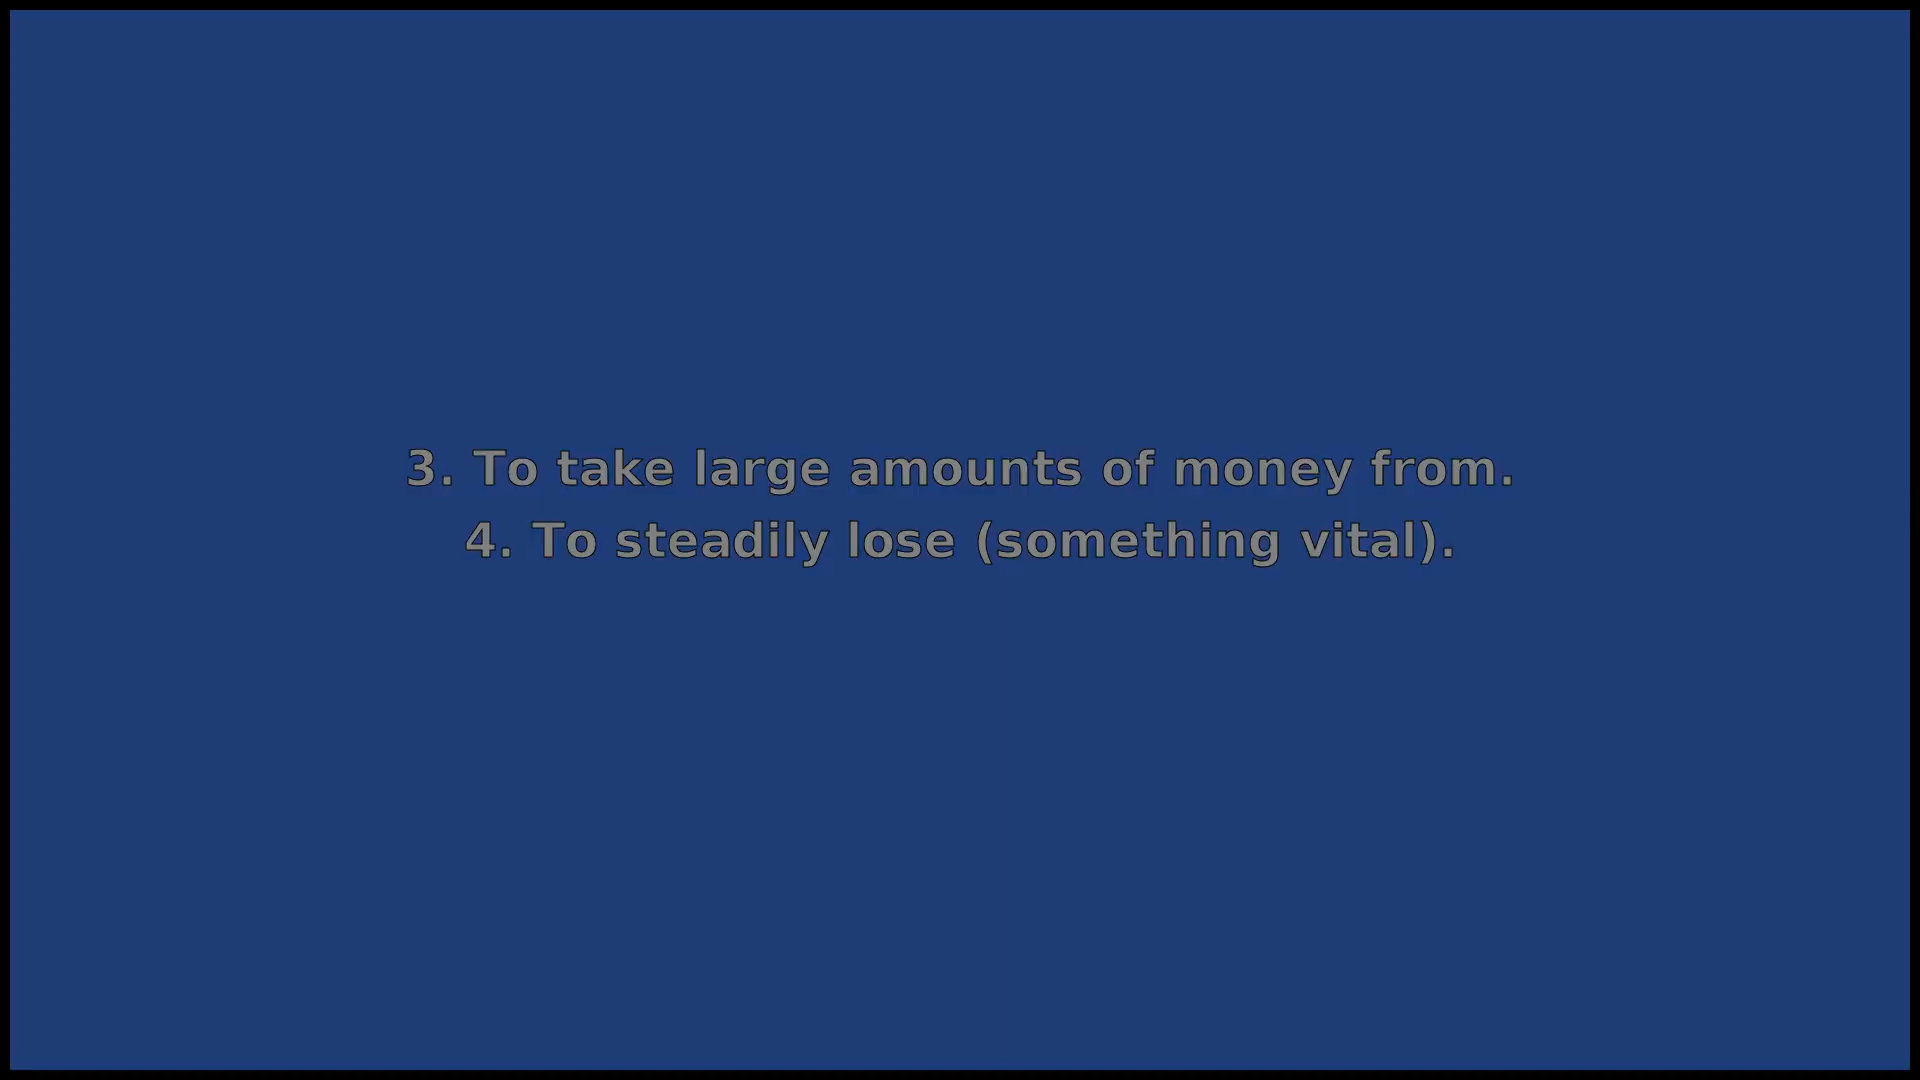 3. To take large amounts of money from.
4. To steadily lose (something vital).